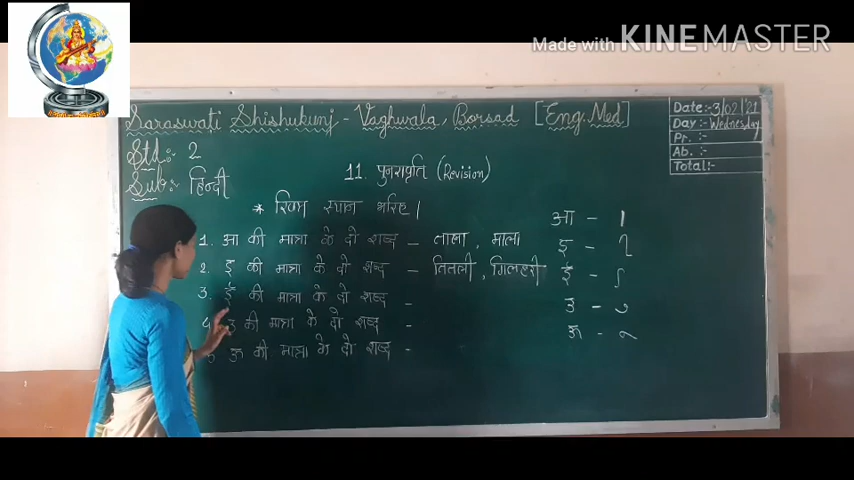 Made with KINEMASTER
Saraswati Shishukunj - Vaghwala, Borsad [Eng. Med]
Date:-3/02/21
Day:- Wednesday
Pr.:-
Ab.:-
Total:-
Std:- 2
Sub:- हिन्दी
11. पुनरावृति (Revision)
* रिक्त स्थान भरिए।
1. आ की मात्रा के दो शब्द - ताला, माला
2. इ की मात्रा के दो शब्द - तितली, गिलहरी
3. ई की मात्रा के दो शब्द -
4. उ की मात्रा के दो शब्द -
5 ऊ की मात्रा के दो शब्द -
आ - ा
इ - ि
ई - ी
उ - ु
ऊ - ू